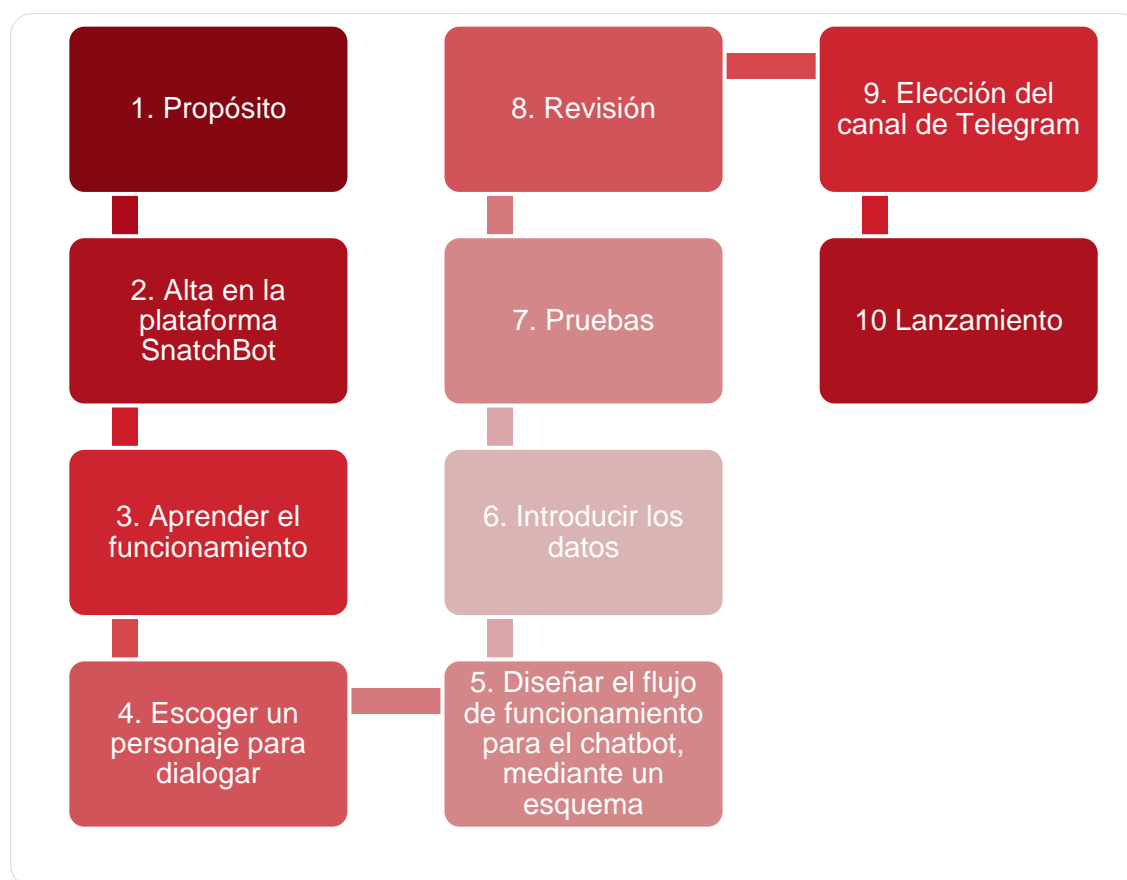 1. Propósito
2. Alta en la
plataforma
SnatchBot
3. Aprender el
funcionamiento
4. Escoger un
personaje para
dialogar
5. Diseñar el flujo
de funcionamiento
para el chatbot,
mediante un
esquema
6. Introducir los
datos
7. Pruebas
8. Revisión
9. Elección del
canal de Telegram
10 Lanzamiento